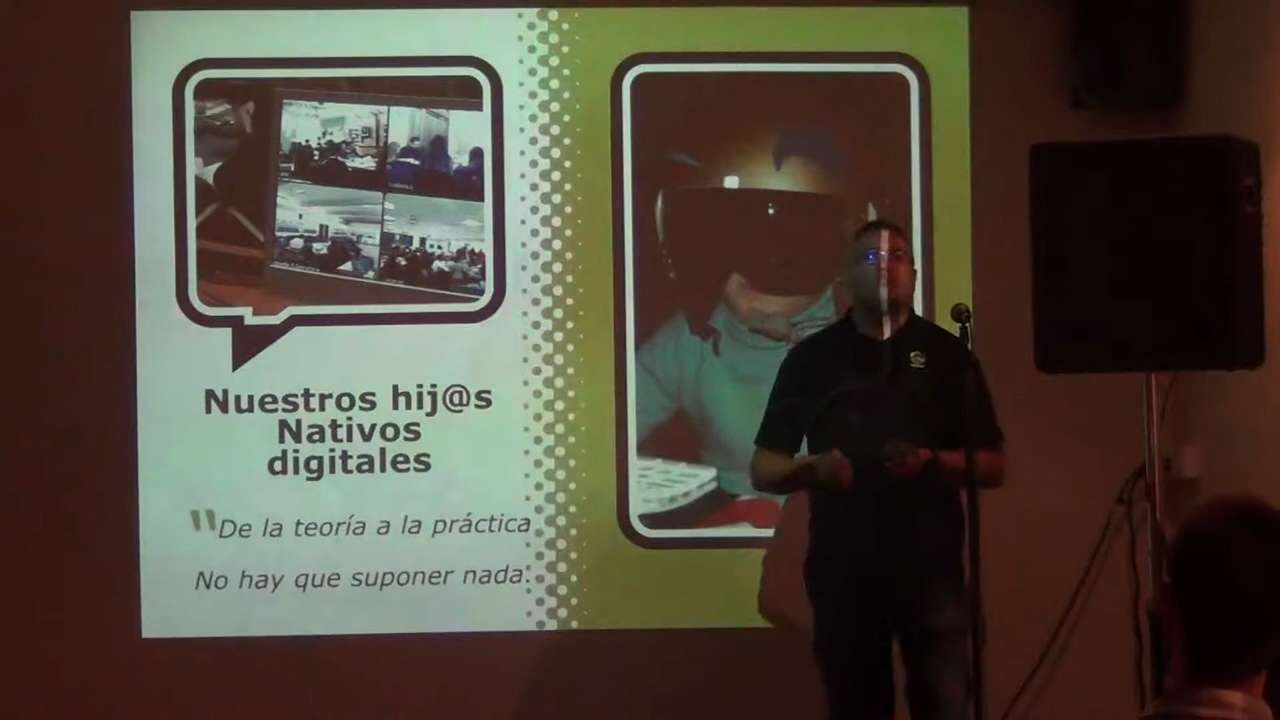 Nuestros hij@s
Nativos
digitales
"De la teoría a la práctica
No hay que suponer nada.